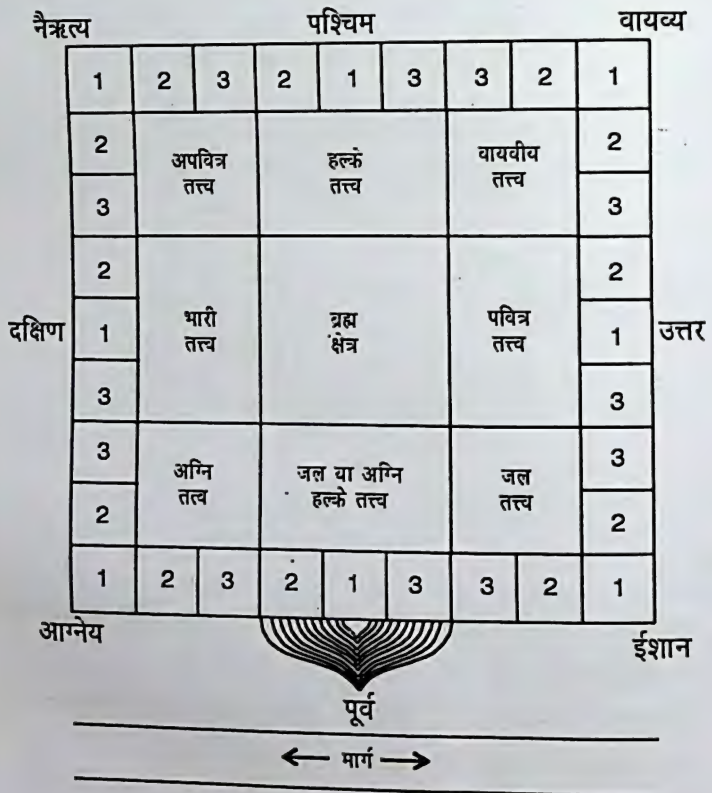 नैऋत्य पश्चिम वायव्य
1 2 3 2 1 3 3 2 1
2 अपवित्र तत्त्व हल्के तत्त्व वायवीय तत्त्व 2
3 3
2 2
दक्षिण 1 भारी तत्त्व ब्रह्म क्षेत्र पवित्र तत्त्व 1 उत्तर
3 3
3 अग्नि तत्व जल या अग्नि हल्के तत्त्व जल तत्त्व 3
2 2
1 2 3 2 1 3 3 2 1
आग्नेय ईशान
पूर्व
मार्ग